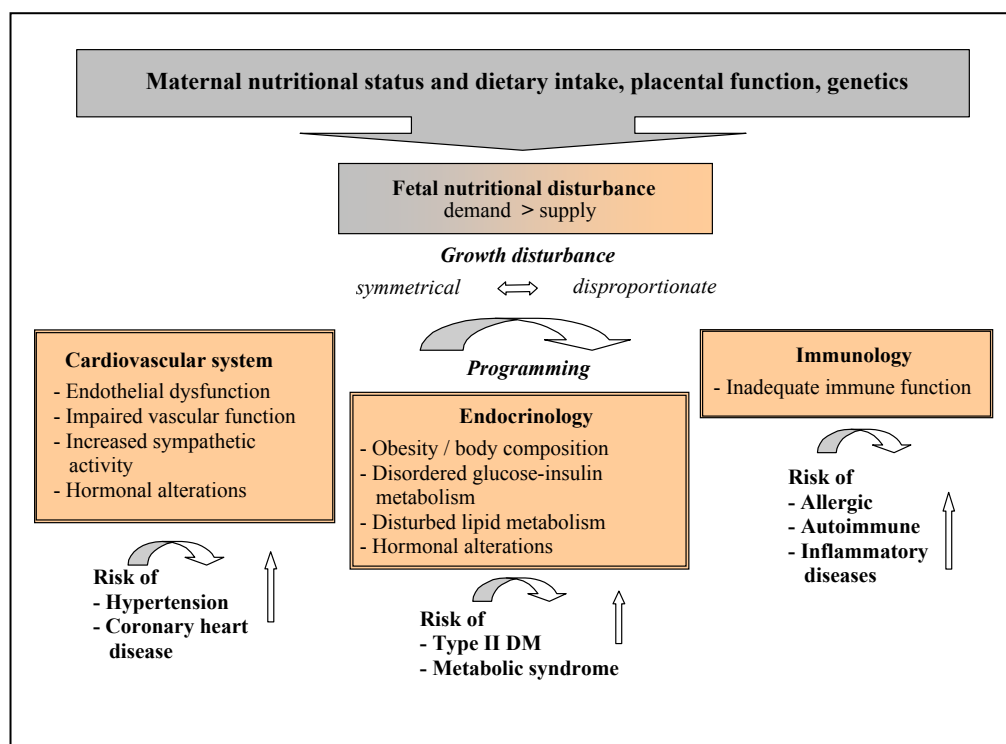 Maternal nutritional status and dietary intake, placental function, genetics
Fetal nutritional disturbance
demand > supply
Growth disturbance
symmetrical disproportionate
Programming
Cardiovascular system
- Endothelial dysfunction
- Impaired vascular function
- Increased sympathetic
activity
- Hormonal alterations
Risk of
- Hypertension
- Coronary heart
disease
Endocrinology
- Obesity / body composition
- Disordered glucose-insulin
metabolism
- Disturbed lipid metabolism
- Hormonal alterations
Risk of
- Type II DM
- Metabolic syndrome
Immunology
- Inadequate immune function
Risk of
- Allergic
- Autoimmune
- Inflammatory
diseases